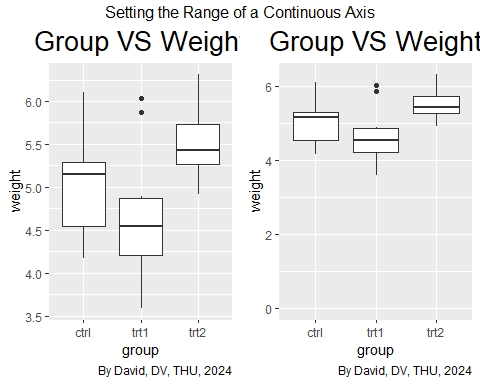 Setting the Range of a Continuous Axis
Group VS Weight
6.0
5.5
5.0
4.5
4.0
3.5
weight
ctrl trt1 trt2
group
By David, DV, THU, 2024
Group VS Weight
6
4
2
0
weight
ctrl trt1 trt2
group
By David, DV, THU, 2024